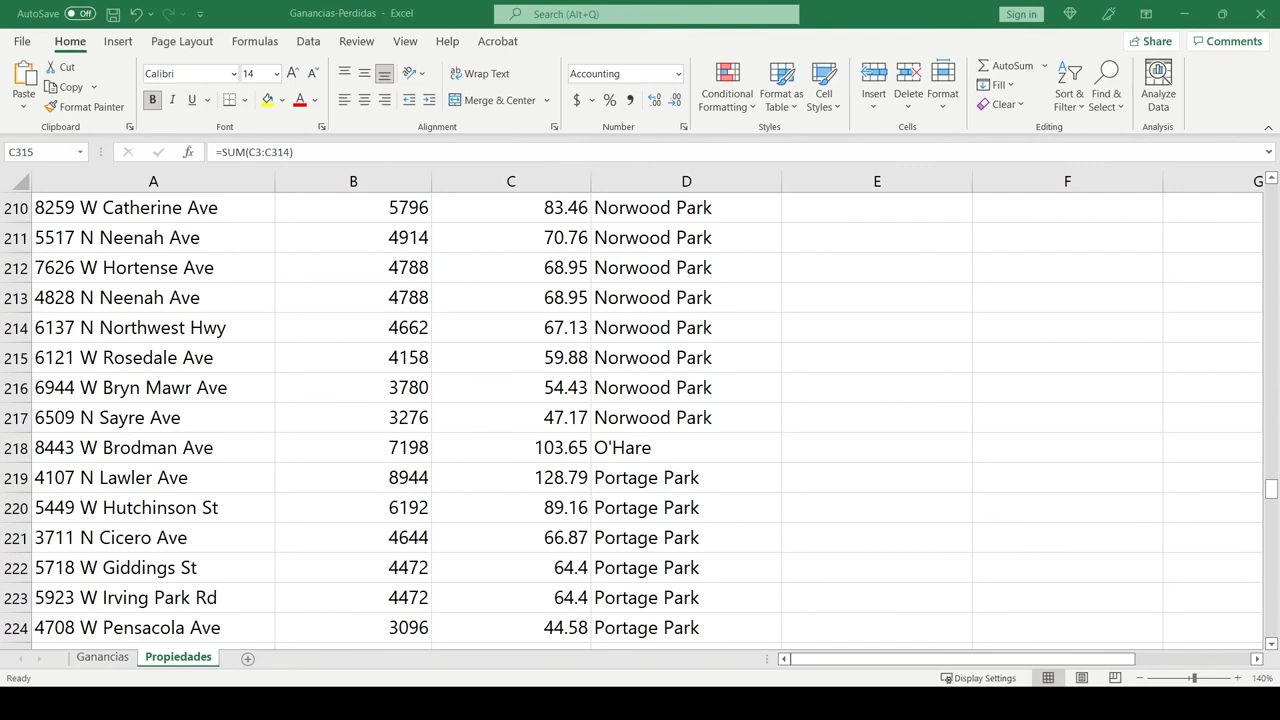 AutoSave Off Ganancias-Perdidas - Excel Search (Alt+Q) Sign in
File Home Insert Page Layout Formulas Data Review View Help Acrobat Share Comments
Paste Cut Copy Format Painter Clipboard
Calibri 14 B I U Font
Wrap Text Merge & Center Alignment
Accounting $ % Number
Conditional Formatting Format as Table Cell Styles Styles
Insert Delete Format Cells
AutoSum Fill Clear Sort & Filter Find & Select Editing
Analyze Data Analysis
C315 fx =SUM(C3:C314)
A B C D E F G
210 8259 W Catherine Ave 5796 83.46 Norwood Park
211 5517 N Neenah Ave 4914 70.76 Norwood Park
212 7626 W Hortense Ave 4788 68.95 Norwood Park
213 4828 N Neenah Ave 4788 68.95 Norwood Park
214 6137 N Northwest Hwy 4662 67.13 Norwood Park
215 6121 W Rosedale Ave 4158 59.88 Norwood Park
216 6944 W Bryn Mawr Ave 3780 54.43 Norwood Park
217 6509 N Sayre Ave 3276 47.17 Norwood Park
218 8443 W Brodman Ave 7198 103.65 O'Hare
219 4107 N Lawler Ave 8944 128.79 Portage Park
220 5449 W Hutchinson St 6192 89.16 Portage Park
221 3711 N Cicero Ave 4644 66.87 Portage Park
222 5718 W Giddings St 4472 64.4 Portage Park
223 5923 W Irving Park Rd 4472 64.4 Portage Park
224 4708 W Pensacola Ave 3096 44.58 Portage Park
Ganancias Propiedades
Ready Display Settings 140%